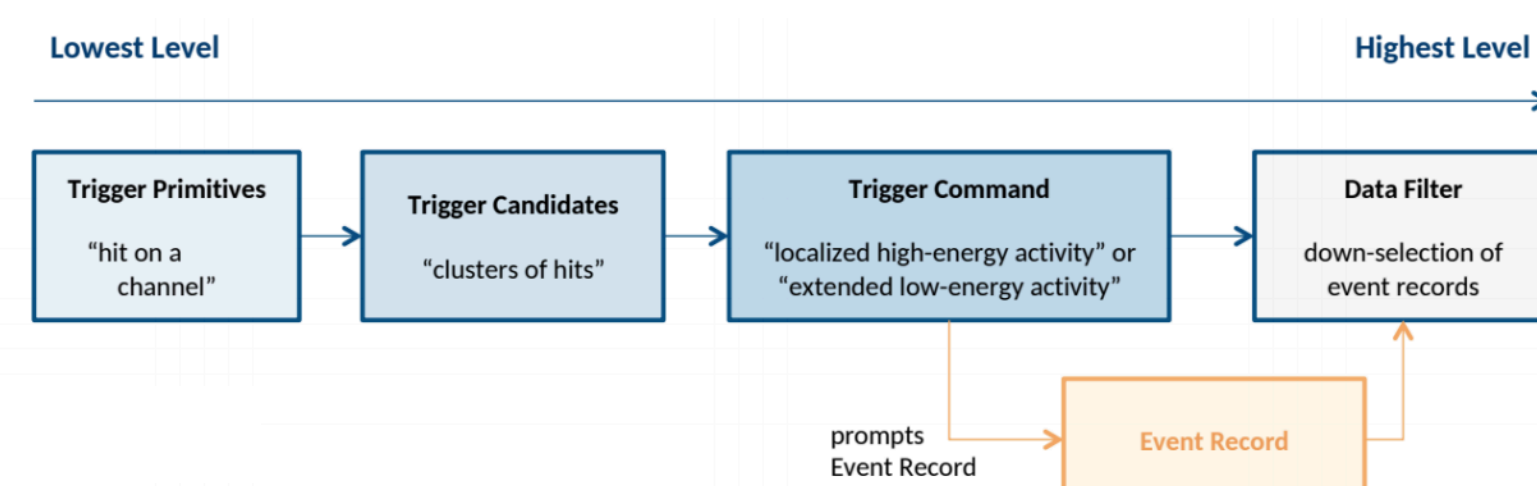 Lowest Level
Highest Level
Trigger Primitives
“hit on a
channel”
Trigger Candidates
“clusters of hits”
Trigger Command
“localized high-energy activity” or
“extended low-energy activity”
Data Filter
down-selection of
event records
prompts
Event Record
Event Record